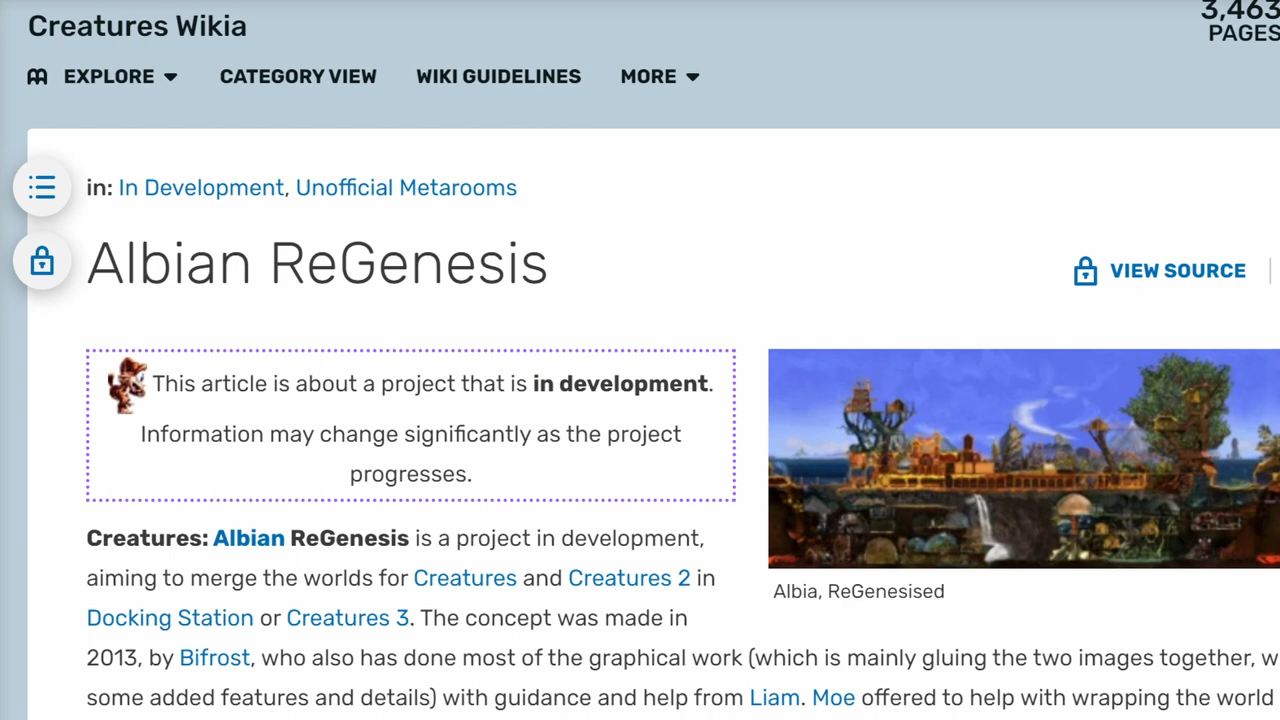 Creatures Wikia
3,463
PAGES
EXPLORE CATEGORY VIEW WIKI GUIDELINES MORE
in: In Development, Unofficial Metarooms
Albian ReGenesis
VIEW SOURCE
This article is about a project that is in development.
Information may change significantly as the project
progresses.
Creatures: Albian ReGenesis is a project in development,
aiming to merge the worlds for Creatures and Creatures 2 in
Docking Station or Creatures 3. The concept was made in
2013, by Bifrost, who also has done most of the graphical work (which is mainly gluing the two images together, w
some added features and details) with guidance and help from Liam. Moe offered to help with wrapping the world
Albia, ReGenesised